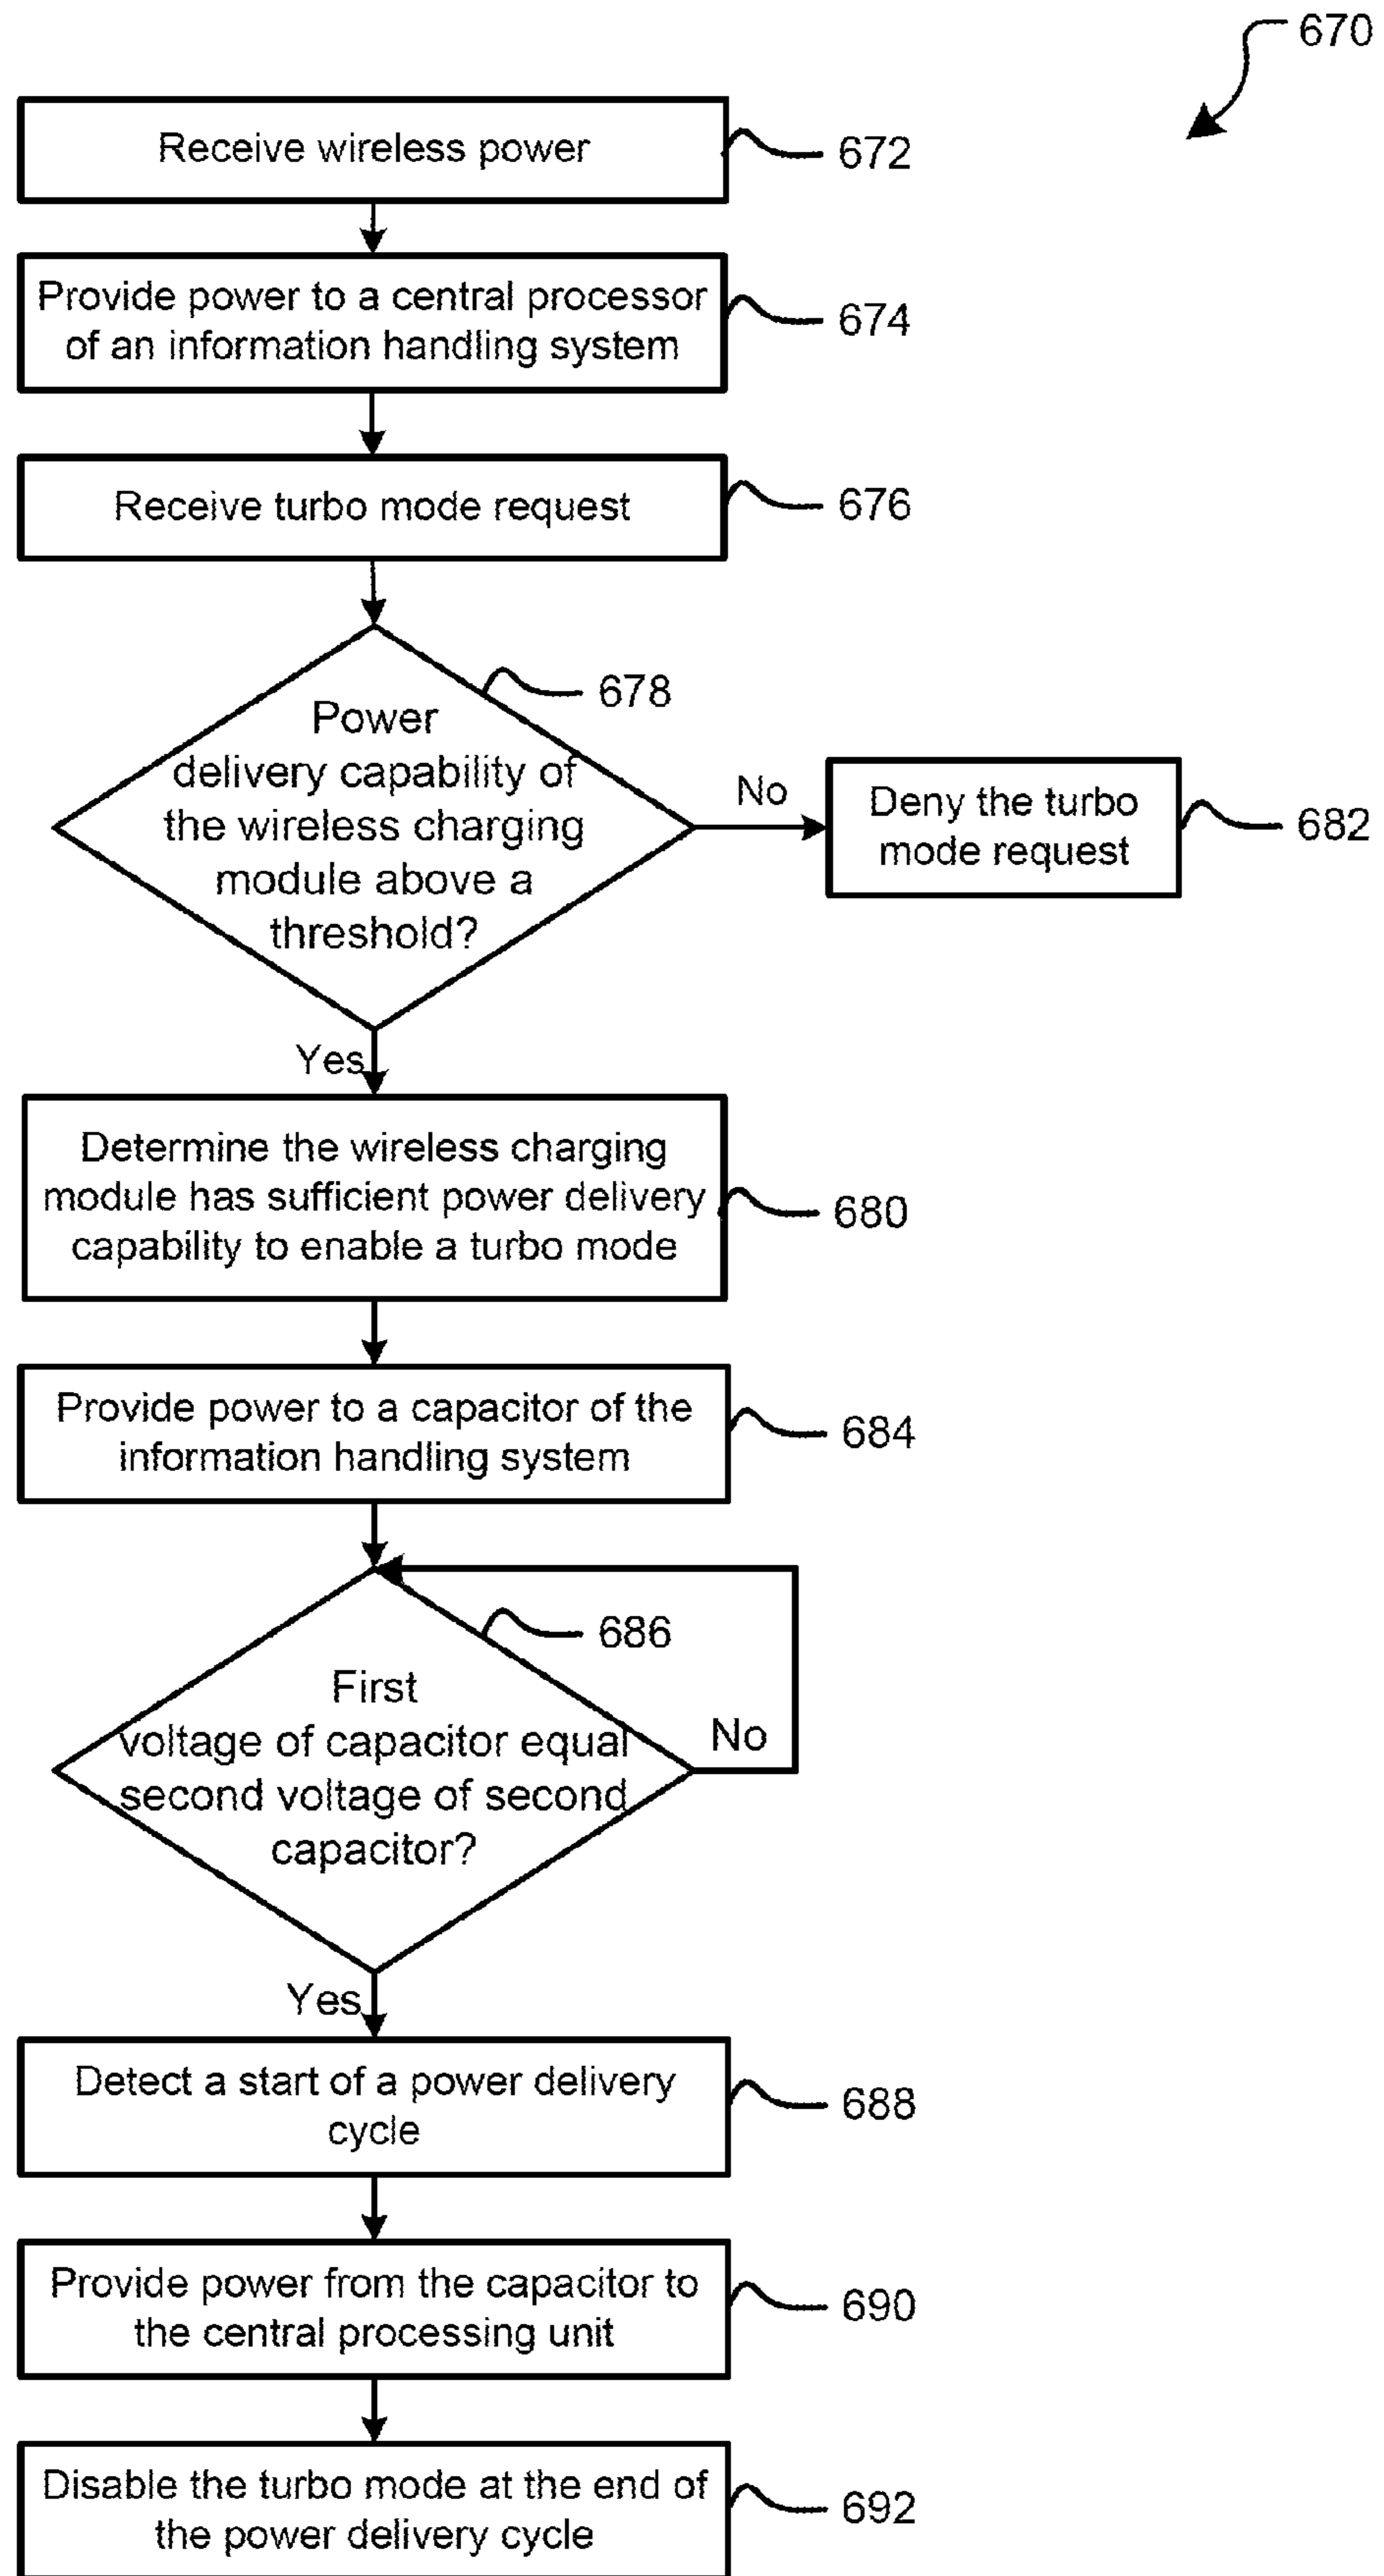 670
Receive wireless power
672
Provide power to a central processor
of an information handling system
674
Receive turbo mode request
676
678
Power
delivery capability of
the wireless charging
module above a
threshold?
No
Deny the turbo
mode request
682
Yes
Determine the wireless charging
module has sufficient power delivery
capability to enable a turbo mode
680
Provide power to a capacitor of the
information handling system
684
686
First
voltage of capacitor equal
second voltage of second
capacitor?
No
Yes
Detect a start of a power delivery
cycle
688
Provide power from the capacitor to
the central processing unit
690
Disable the turbo mode at the end of
the power delivery cycle
692